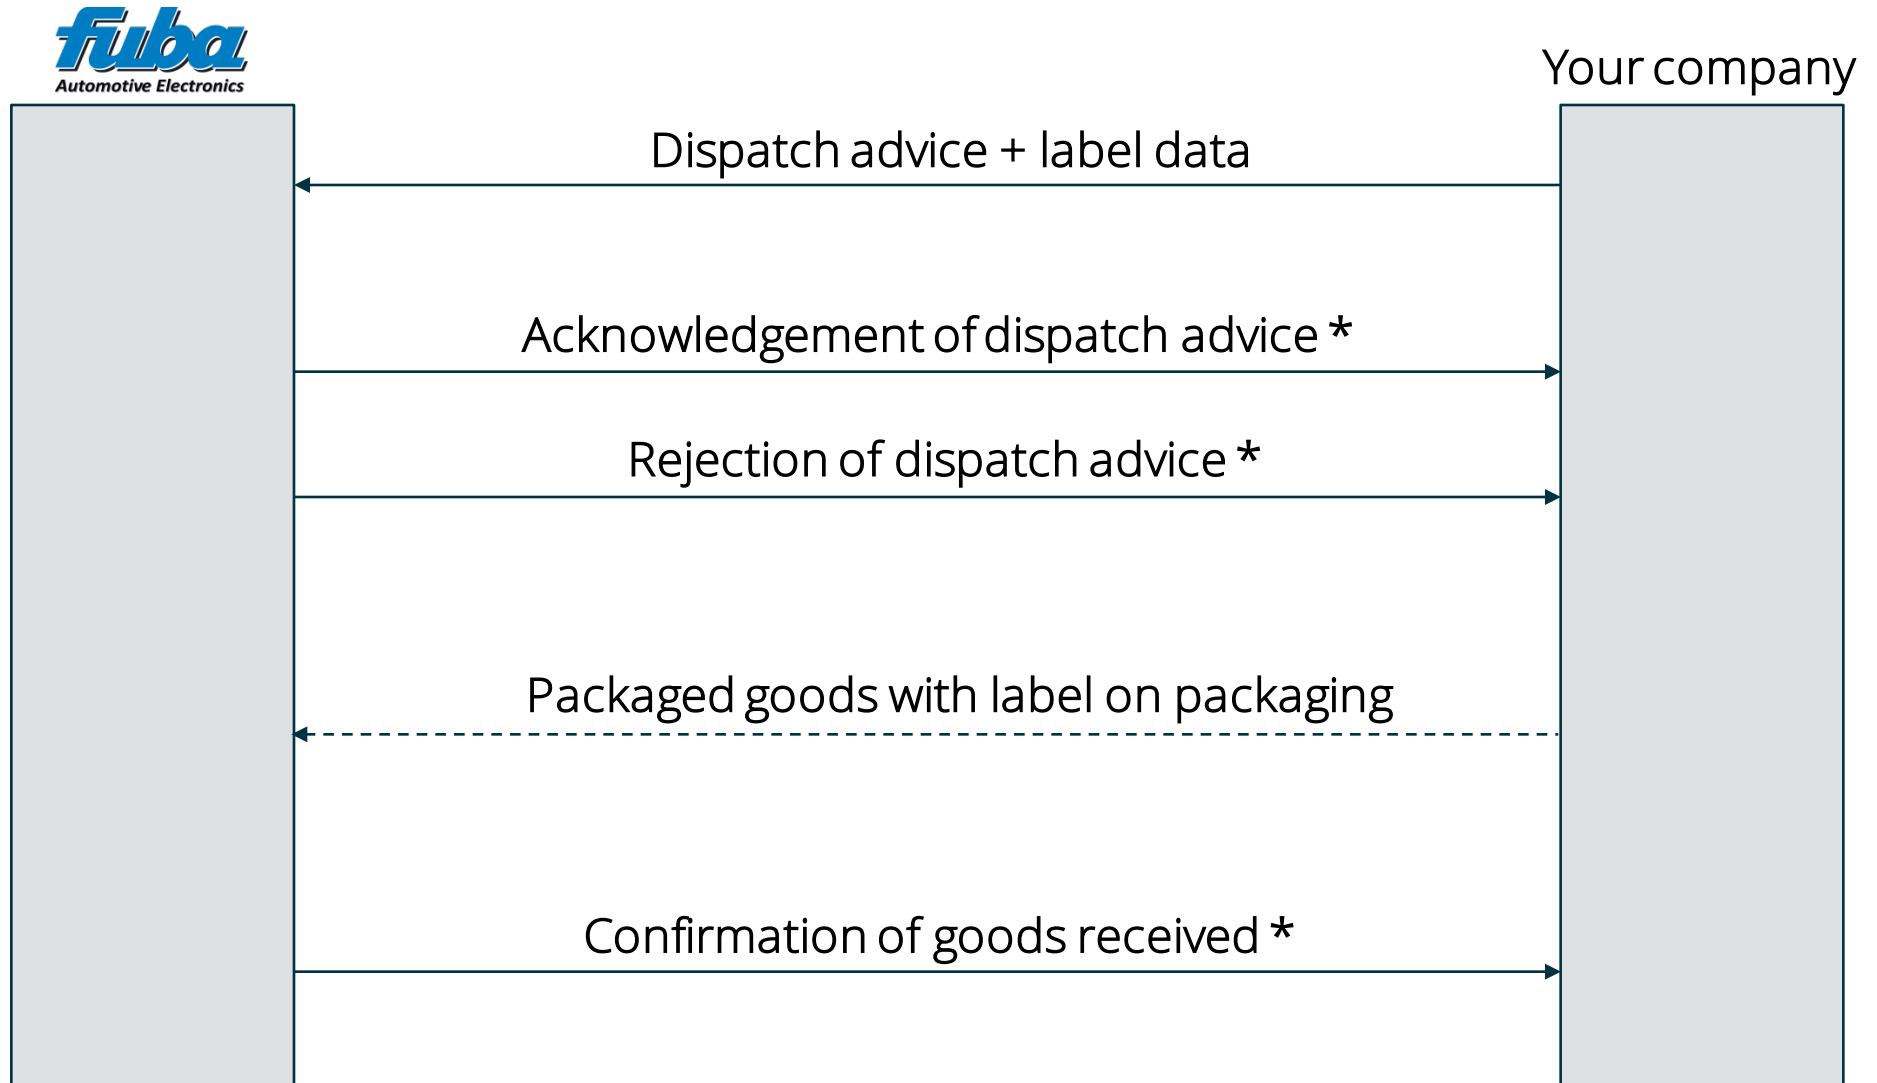 fuba
Automotive Electronics
Your company
Dispatch advice + label data
Acknowledgement of dispatch advice *
Rejection of dispatch advice *
Packaged goods with label on packaging
Confirmation of goods received *